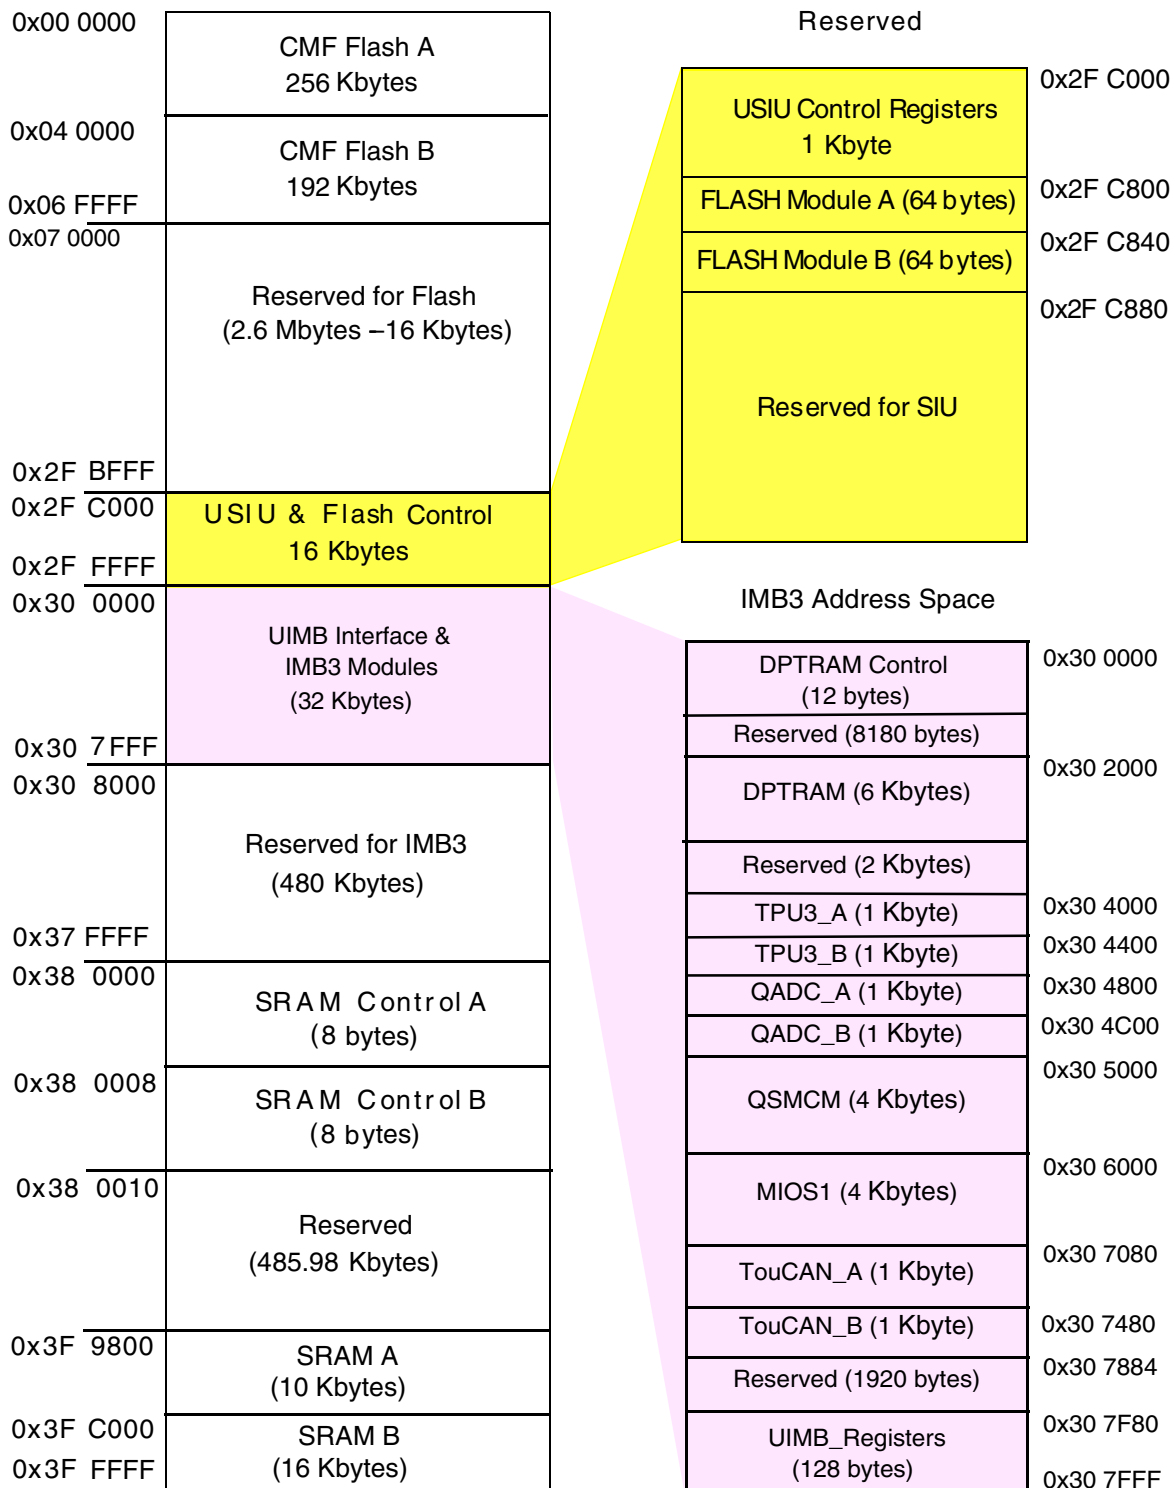 0x00 0000
CMF Flash A
256 Kbytes
0x04 0000
CMF Flash B
192 Kbytes
0x06 FFFF
0x07 0000
Reserved for Flash
(2.6 Mbytes –16 Kbytes)
0x2F BFFF
0x2F C000
USIU & Flash Control
16 Kbytes
0x2F FFFF
0x30 0000
UIMB Interface &
IMB3 Modules
(32 Kbytes)
0x30 7FFF
0x30 8000
Reserved for IMB3
(480 Kbytes)
0x37 FFFF
0x38 0000
SRAM Control A
(8 bytes)
0x38 0008
SRAM Control B
(8 bytes)
0x38 0010
Reserved
(485.98 Kbytes)
0x3F 9800
SRAM A
(10 Kbytes)
0x3F C000
SRAM B
(16 Kbytes)
0x3F FFFF
Reserved
0x2F C000
USIU Control Registers
1 Kbyte
FLASH Module A (64 bytes)
0x2F C800
FLASH Module B (64 bytes)
0x2F C840
0x2F C880
Reserved for SIU
IMB3 Address Space
DPTRAM Control
(12 bytes)
0x30 0000
Reserved (8180 bytes)
0x30 2000
DPTRAM (6 Kbytes)
Reserved (2 Kbytes)
TPU3_A (1 Kbyte)
0x30 4000
TPU3_B (1 Kbyte)
0x30 4400
QADC_A (1 Kbyte)
0x30 4800
QADC_B (1 Kbyte)
0x30 4C00
0x30 5000
QSMCM (4 Kbytes)
0x30 6000
MIOS1 (4 Kbytes)
0x30 7080
TouCAN_A (1 Kbyte)
TouCAN_B (1 Kbyte)
0x30 7480
Reserved (1920 bytes)
0x30 7884
0x30 7F80
UIMB_Registers
(128 bytes)
0x30 7FFF